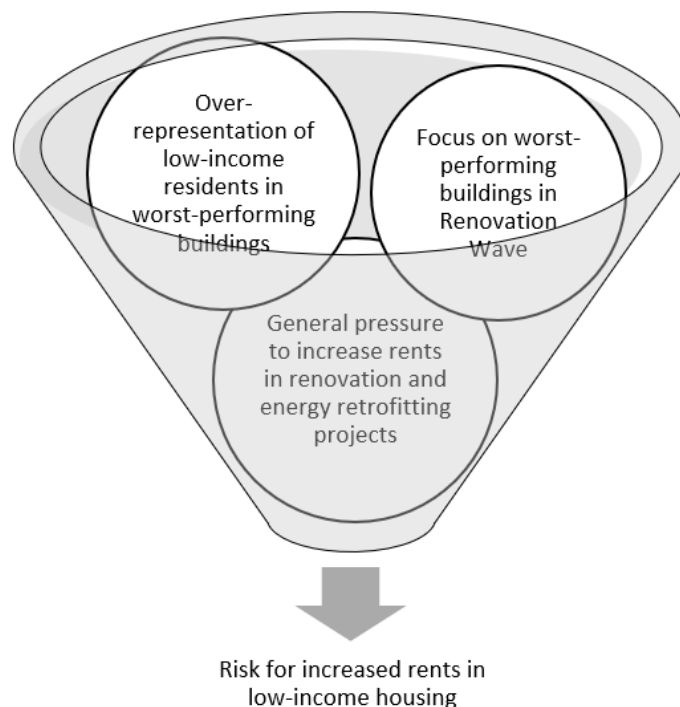 Over-
representation of
low-income
residents in
worst-performing
buildings
Focus on worst-
performing
buildings in
Renovation
Wave
General pressure
to increase rents
in renovation and
energy retrofitting
projects
Risk for increased rents in
low-income housing